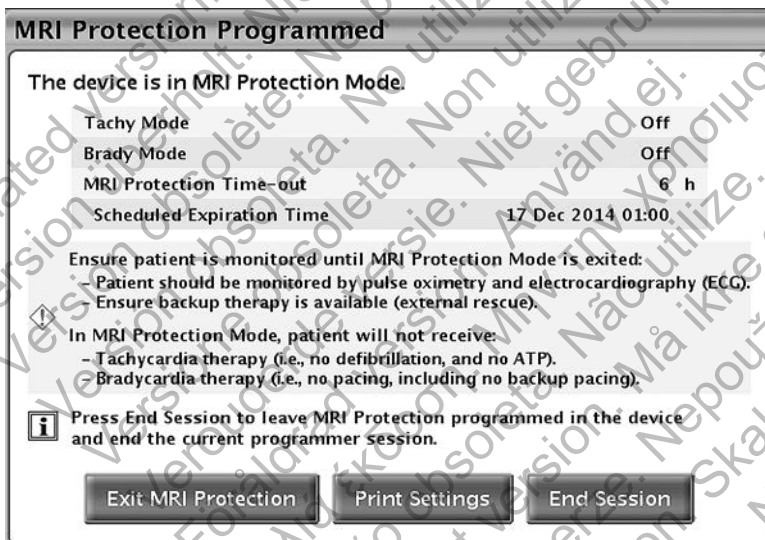 MRI Protection Programmed
The device is in MRI Protection Mode.
Tachy Mode Off
Brady Mode Off
MRI Protection Time-out 6 h
Scheduled Expiration Time 17 Dec 2014 01:00
Ensure patient is monitored until MRI Protection Mode is exited:
- Patient should be monitored by pulse oximetry and electrocardiography (ECG).
- Ensure backup therapy is available (external rescue).
In MRI Protection Mode, patient will not receive:
- Tachycardia therapy (i.e., no defibrillation, and no ATP).
- Bradycardia therapy (i.e., no pacing, including no backup pacing).
Press End Session to leave MRI Protection programmed in the device
and end the current programmer session.
Exit MRI Protection Print Settings End Session